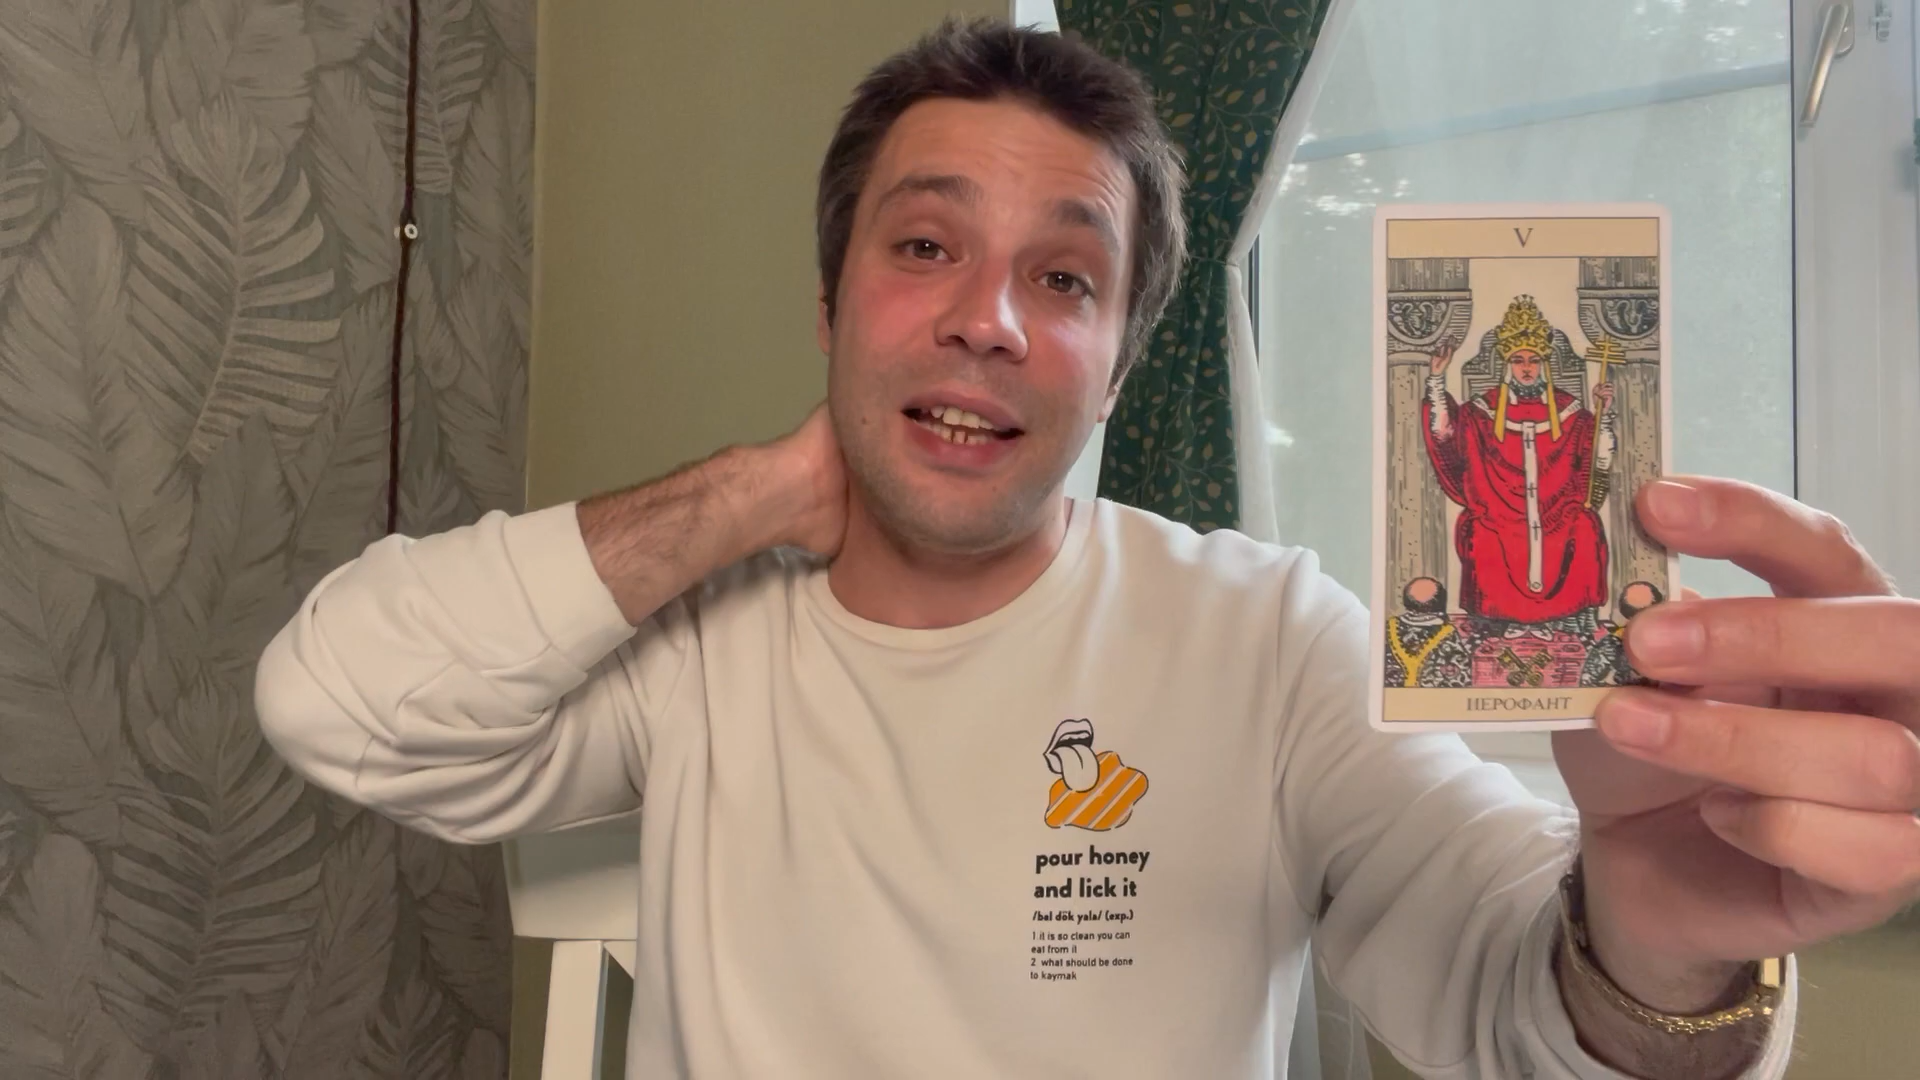 V
ИЕРОФАНТ
pour honey
and lick it
/bal dök yala/ (exp.)
1 it is so clean you can
eat from it
2 what should be done
to kaymak